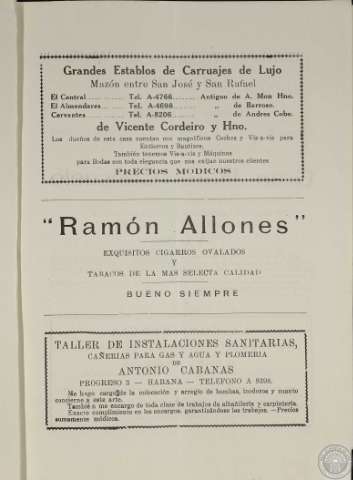 Grandes Establos de Carruajes de Lujo
Mazón entre San José y San Rafael
El Central ........ Tel. A-4766 ........ Antiguo de A. Mon Hno.
El Almendares ... Tel. A-4698 ........ „ de Barroso.
Cervantes ........ Tel. A-8206 ........ „ de Andres Cobe.
de Vicente Cordeiro y Hno.
Los dueños de esta casa cuentan con magníficos Coches y Vis-a-vis para
Entierros y Bautizos.
También tenemos Vis-a-vis y Máquinas
para Bodas con toda elegancia que nos exijan nuestros clientes
PRECIOS MODICOS
"Ramón Allones"
EXQUISITOS CIGARROS OVALADOS
Y
TABACOS DE LA MAS SELECTA CALIDAD
BUENO SIEMPRE
TALLER DE INSTALACIONES SANITARIAS,
CAÑERIAS PARA GAS Y AGUA Y PLOMERIA
DE
ANTONIO CABANAS
PROGRESO 3 — HABANA — TELEFONO A
Me hago cargo de la colocación y arreglo de bombas, inodoros y cuanto
concierne a este arte.
También me encargo de toda clase de trabajos de albañilería y carpintería.
Exacto cumplimiento en los encargos, garantizándose los trabajos. —Precios
sumamente módicos.